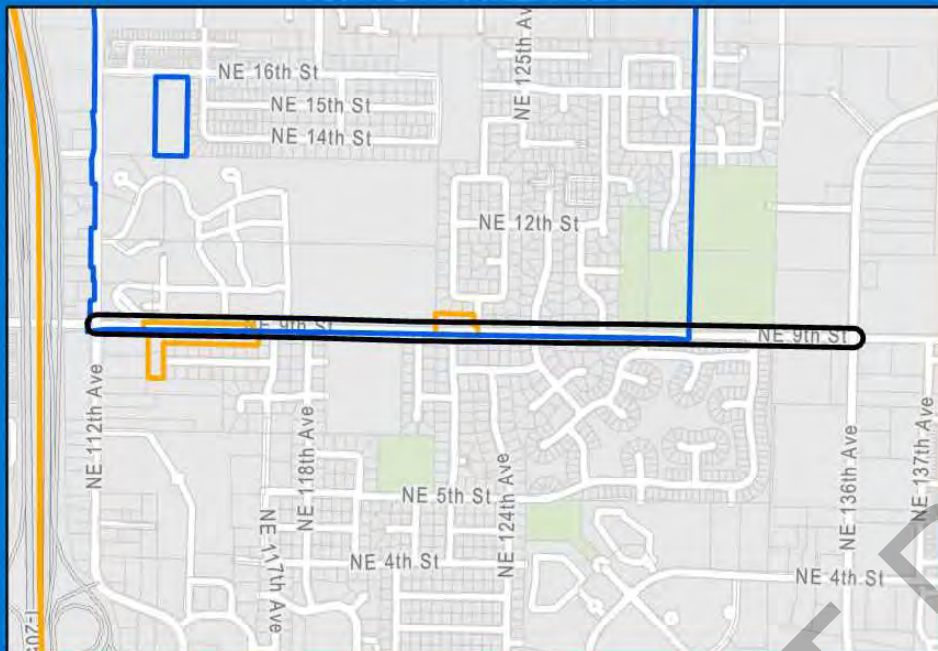 NE 125th Av
NE 16th St
NE 15th St
NE 14th St
NE 12th St
NE 9th St
NE 9th St
NE 112th Ave
NE 118th Ave
NE 5th St
NE 124th Ave
NE 136th Ave
NE 137th Ave
NE 117th Ave
NE 4th St
NE 4th St
I-205